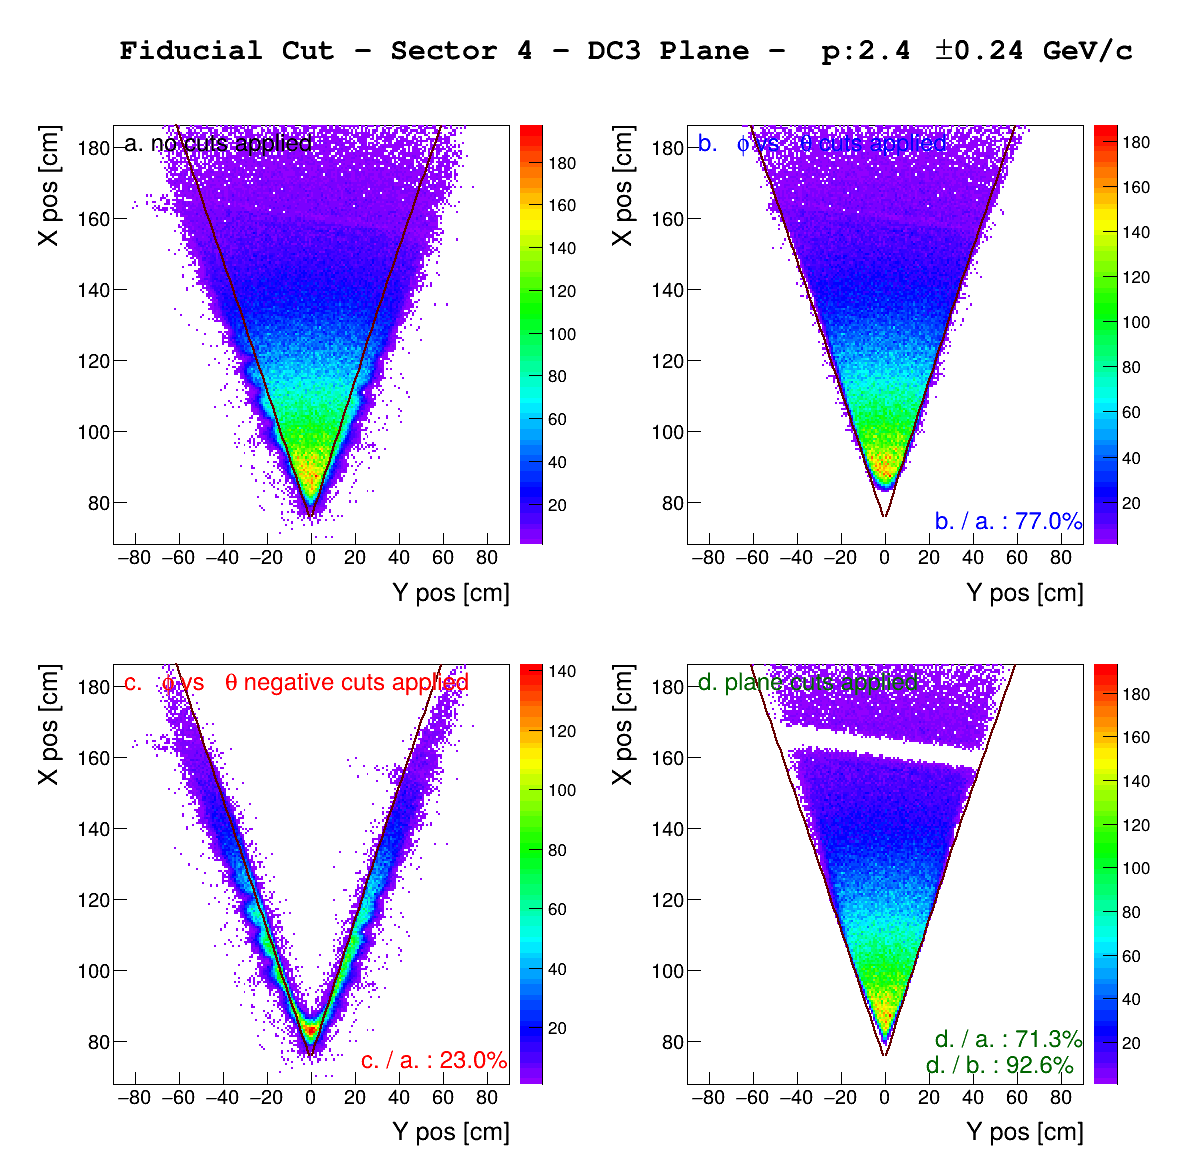 Fiducial Cut − Sector 4 − DC3 Plane − p:2.4 ±0.24 GeV/c
a. no cuts applied
X pos [cm]
180
160
140
120
100
80
−80 −60 −40 −20 0 20 40 60 80
Y pos [cm]
180
160
140
120
100
80
60
40
20
b. ϕ vs θ cuts applied
X pos [cm]
180
160
140
120
100
80
b. / a. : 77.0%
−80 −60 −40 −20 0 20 40 60 80
Y pos [cm]
180
160
140
120
100
80
60
40
20
c. ϕ vs θ negative cuts applied
X pos [cm]
180
160
140
120
100
80
c. / a. : 23.0%
−80 −60 −40 −20 0 20 40 60 80
Y pos [cm]
140
120
100
80
60
40
20
d. plane cuts applied
X pos [cm]
180
160
140
120
100
80
d. / a. : 71.3%
d. / b. : 92.6%
−80 −60 −40 −20 0 20 40 60 80
Y pos [cm]
180
160
140
120
100
80
60
40
20